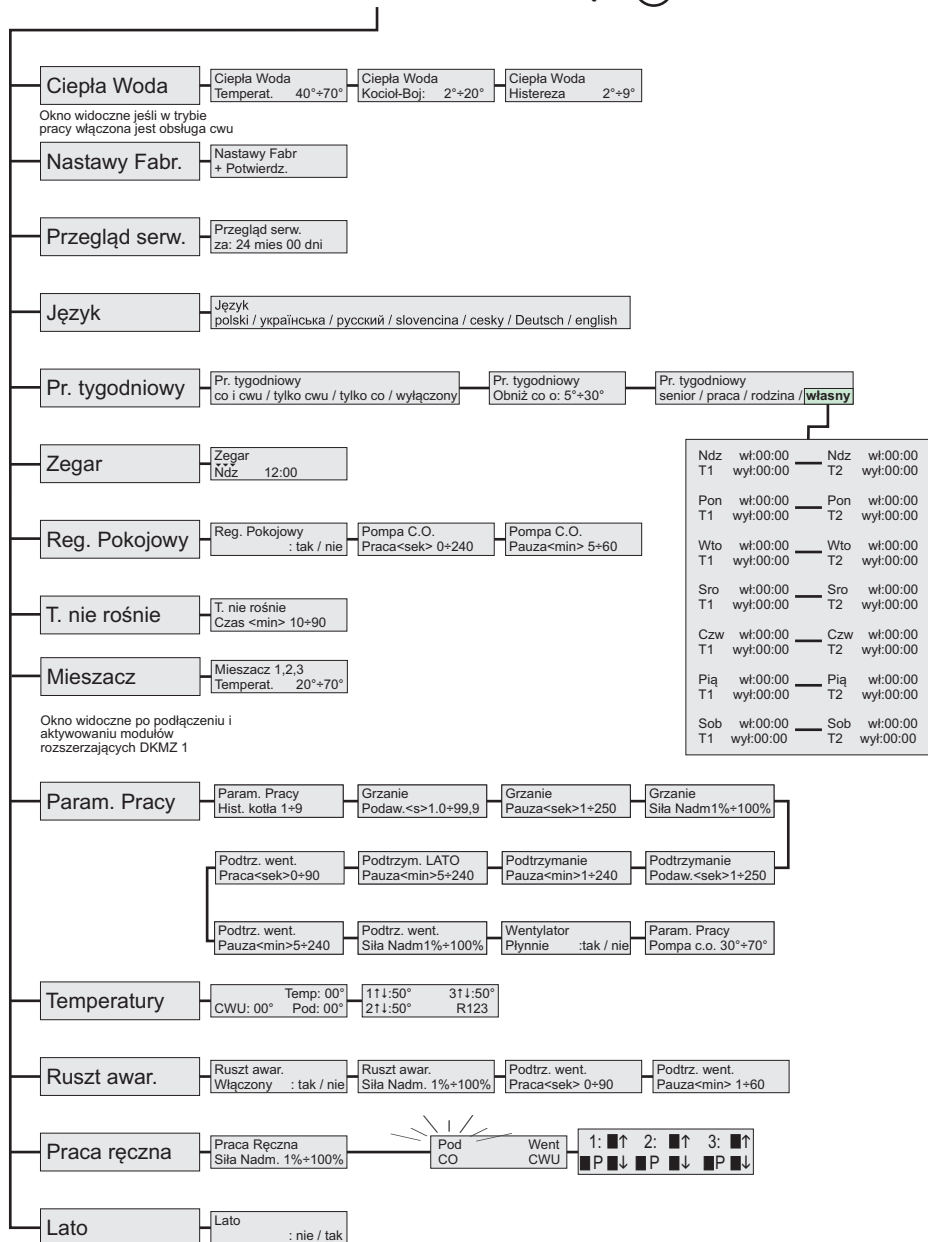 Ciepła Woda
Ciepła Woda
Temperat. 40°÷70°
Ciepła Woda
Kocioł-Boj: 2°÷20°
Ciepła Woda
Histereza 2°÷9°
Okno widoczne jeśli w trybie
pracy włączona jest obsługa cwu
Nastawy Fabr.
Nastawy Fabr
+ Potwierdz.
Przegląd serw.
Przegląd serw.
za: 24 mies 00 dni
Język
Język
polski / українська / русский / slovencina / cesky / Deutsch / english
Pr. tygodniowy
Pr. tygodniowy
co i cwu / tylko cwu / tylko co / wyłączony
Pr. tygodniowy
Obniż co o: 5°÷30°
Pr. tygodniowy
senior / praca / rodzina / własny
Ndz wł:00:00 Ndz wł:00:00
T1 wył:00:00 T2 wył:00:00
Pon wł:00:00 Pon wł:00:00
T1 wył:00:00 T2 wył:00:00
Wto wł:00:00 Wto wł:00:00
T1 wył:00:00 T2 wył:00:00
Sro wł:00:00 Sro wł:00:00
T1 wył:00:00 T2 wył:00:00
Czw wł:00:00 Czw wł:00:00
T1 wył:00:00 T2 wył:00:00
Pią wł:00:00 Pią wł:00:00
T1 wył:00:00 T2 wył:00:00
Sob wł:00:00 Sob wł:00:00
T1 wył:00:00 T2 wył:00:00
Zegar
Zegar
Ndz 12:00
Reg. Pokojowy
Reg. Pokojowy
: tak / nie
Pompa C.O.
Praca<sek> 0÷240
Pompa C.O.
Pauza<min> 5÷60
T. nie rośnie
T. nie rośnie
Czas <min> 10÷90
Mieszacz
Mieszacz 1,2,3
Temperat. 20°÷70°
Okno widoczne po podłączeniu i
aktywowaniu modułów
rozszerzających DKMZ 1
Param. Pracy
Param. Pracy
Hist. kotła 1÷9
Grzanie
Podaw.<s>1.0÷99,9
Grzanie
Pauza<sek>1÷250
Grzanie
Siła Nadm1%÷100%
Podtrz. went.
Praca<sek>0÷90
Podtrzym. LATO
Pauza<min>5÷240
Podtrzymanie
Pauza<min>1÷240
Podtrzymanie
Podaw.<sek>1÷250
Podtrz. went.
Pauza<min>5÷240
Podtrz. went.
Siła Nadm1%÷100%
Wentylator
Płynnie :tak / nie
Param. Pracy
Pompa c.o. 30°÷70°
Temperatury
Temp: 00°
CWU: 00° Pod: 00°
1↑↓:50° 3↑↓:50°
2↑↓:50° R123
Ruszt awar.
Ruszt awar.
Włączony : tak / nie
Ruszt awar.
Siła Nadm. 1%÷100%
Podtrz. went.
Praca<sek> 0÷90
Podtrz. went.
Pauza<min> 1÷60
Praca ręczna
Praca Ręczna
Siła Nadm. 1%÷100%
Pod Went
CO CWU
1: ■↑ 2: ■↑ 3: ■↑
■P ■↓ ■P ■↓ ■P ■↓
Lato
Lato
: nie / tak